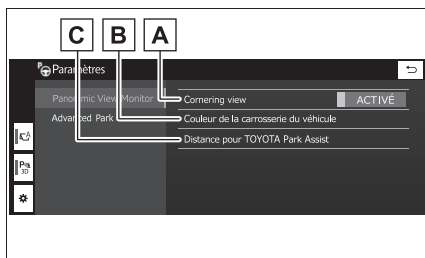 C B A
P Paramètres
Panoramic View Monitor
Cornering view ACTIVÉ
Advanced Park
Couleur de la carrosserie du véhicule
Distance pour TOYOTA Park Assist
A
P
3D